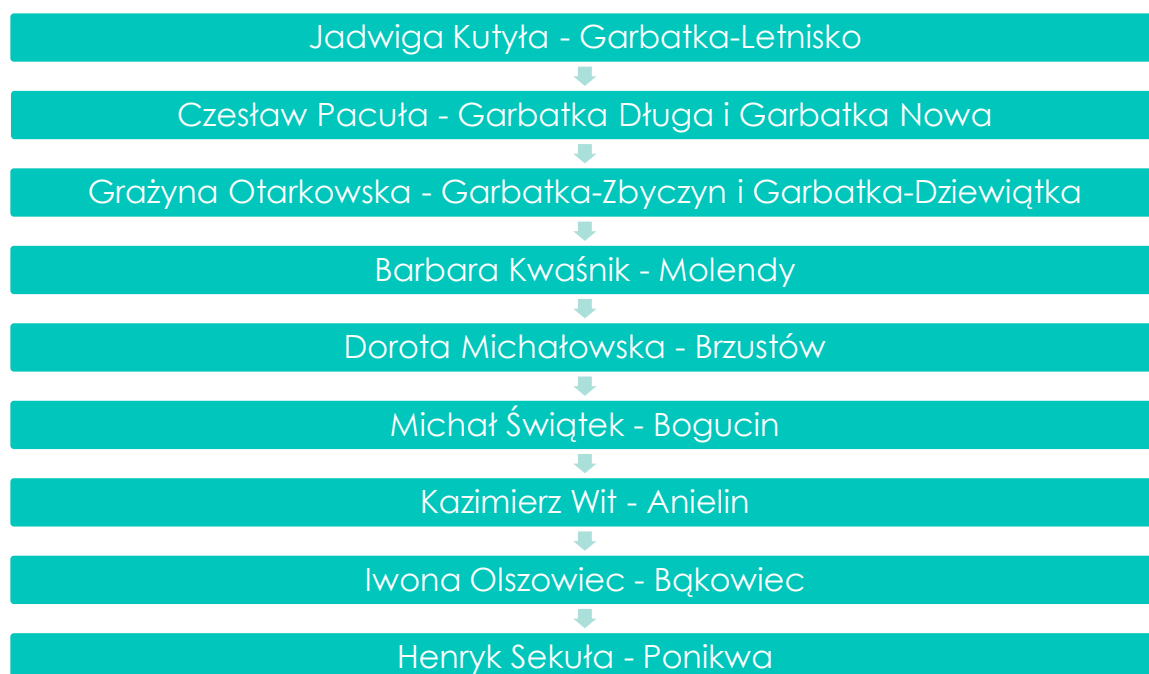 Jadwiga Kutyła - Garbatka-Letnisko
Czesław Pacuła - Garbatka Długa i Garbatka Nowa
Grażyna Otarkowska - Garbatka-Zbyczyn i Garbatka-Dziewiątka
Barbara Kwaśnik - Molendy
Dorota Michałowska - Brzustów
Michał Świątek - Bogucin
Kazimierz Wit - Anielin
Iwona Olszowiec - Bąkowiec
Henryk Sekuła - Ponikwa